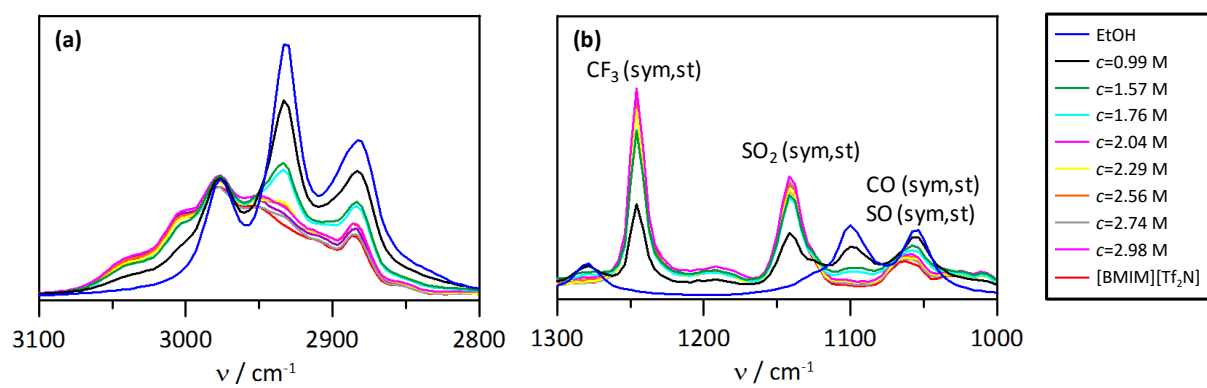 (a)
3100 3000 2900 2800
ν / cm⁻¹
(b)
CF₃ (sym,st)
SO₂ (sym,st)
CO (sym,st)
SO (sym,st)
1300 1200 1100 1000
ν / cm⁻¹
EtOH
c=0.99 M
c=1.57 M
c=1.76 M
c=2.04 M
c=2.29 M
c=2.56 M
c=2.74 M
c=2.98 M
[BMIM][Tf₂N]